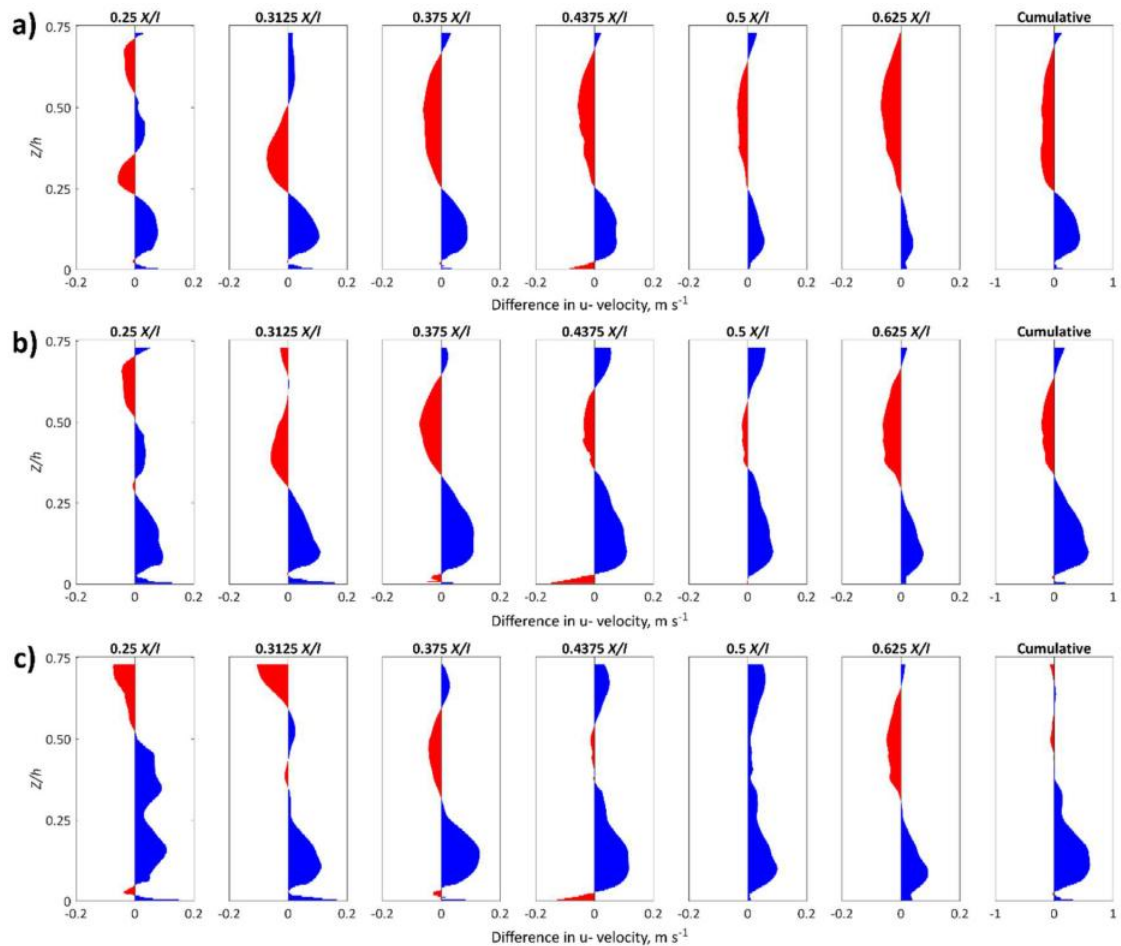 a)
0.25 X/l 0.3125 X/l 0.375 X/l 0.4375 X/l 0.5 X/l 0.625 X/l Cumulative
0.75
0.50
0.25
0
Z/h
-0.2 0 0.2 -0.2 0 0.2 -0.2 0 0.2 -0.2 0 0.2 -0.2 0 0.2 -0.2 0 0.2 -1 0 1
Difference in u- velocity, m s⁻¹
b)
0.25 X/l 0.3125 X/l 0.375 X/l 0.4375 X/l 0.5 X/l 0.625 X/l Cumulative
0.75
0.50
0.25
0
Z/h
-0.2 0 0.2 -0.2 0 0.2 -0.2 0 0.2 -0.2 0 0.2 -0.2 0 0.2 -0.2 0 0.2 -1 0 1
Difference in u- velocity, m s⁻¹
c)
0.25 X/l 0.3125 X/l 0.375 X/l 0.4375 X/l 0.5 X/l 0.625 X/l Cumulative
0.75
0.50
0.25
0
Z/h
-0.2 0 0.2 -0.2 0 0.2 -0.2 0 0.2 -0.2 0 0.2 -0.2 0 0.2 -0.2 0 0.2 -1 0 1
Difference in u- velocity, m s⁻¹